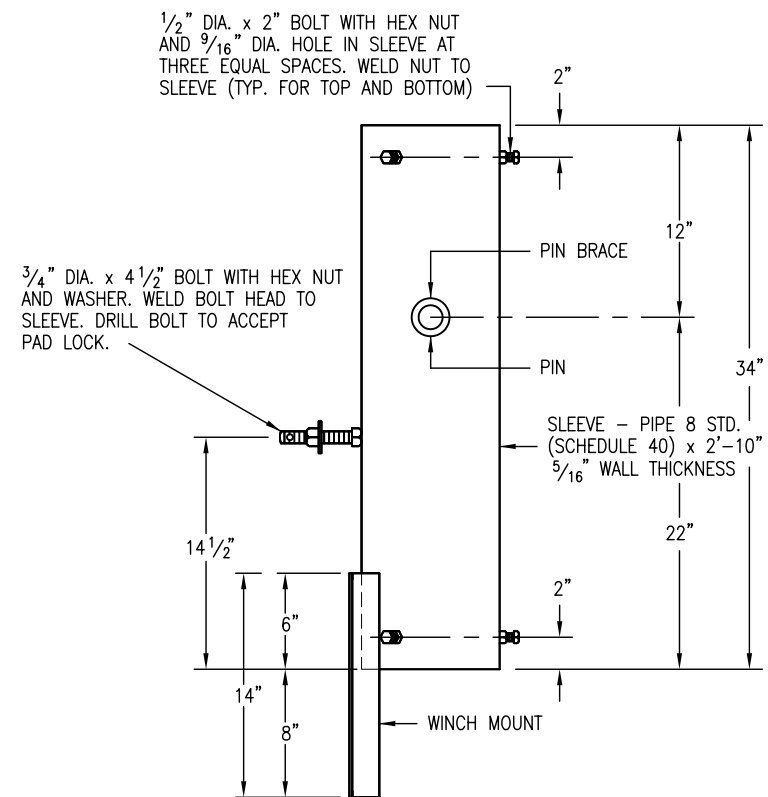 1/2" DIA. x 2" BOLT WITH HEX NUT
AND 9/16" DIA. HOLE IN SLEEVE AT
THREE EQUAL SPACES. WELD NUT TO
SLEEVE (TYP. FOR TOP AND BOTTOM)
2"
12"
PIN BRACE
3/4" DIA. x 4 1/2" BOLT WITH HEX NUT
AND WASHER. WELD BOLT HEAD TO
SLEEVE. DRILL BOLT TO ACCEPT
PAD LOCK.
PIN
34"
SLEEVE – PIPE 8 STD.
(SCHEDULE 40) x 2'–10"
5/16" WALL THICKNESS
22"
14 1/2"
2"
6"
14"
8"
WINCH MOUNT